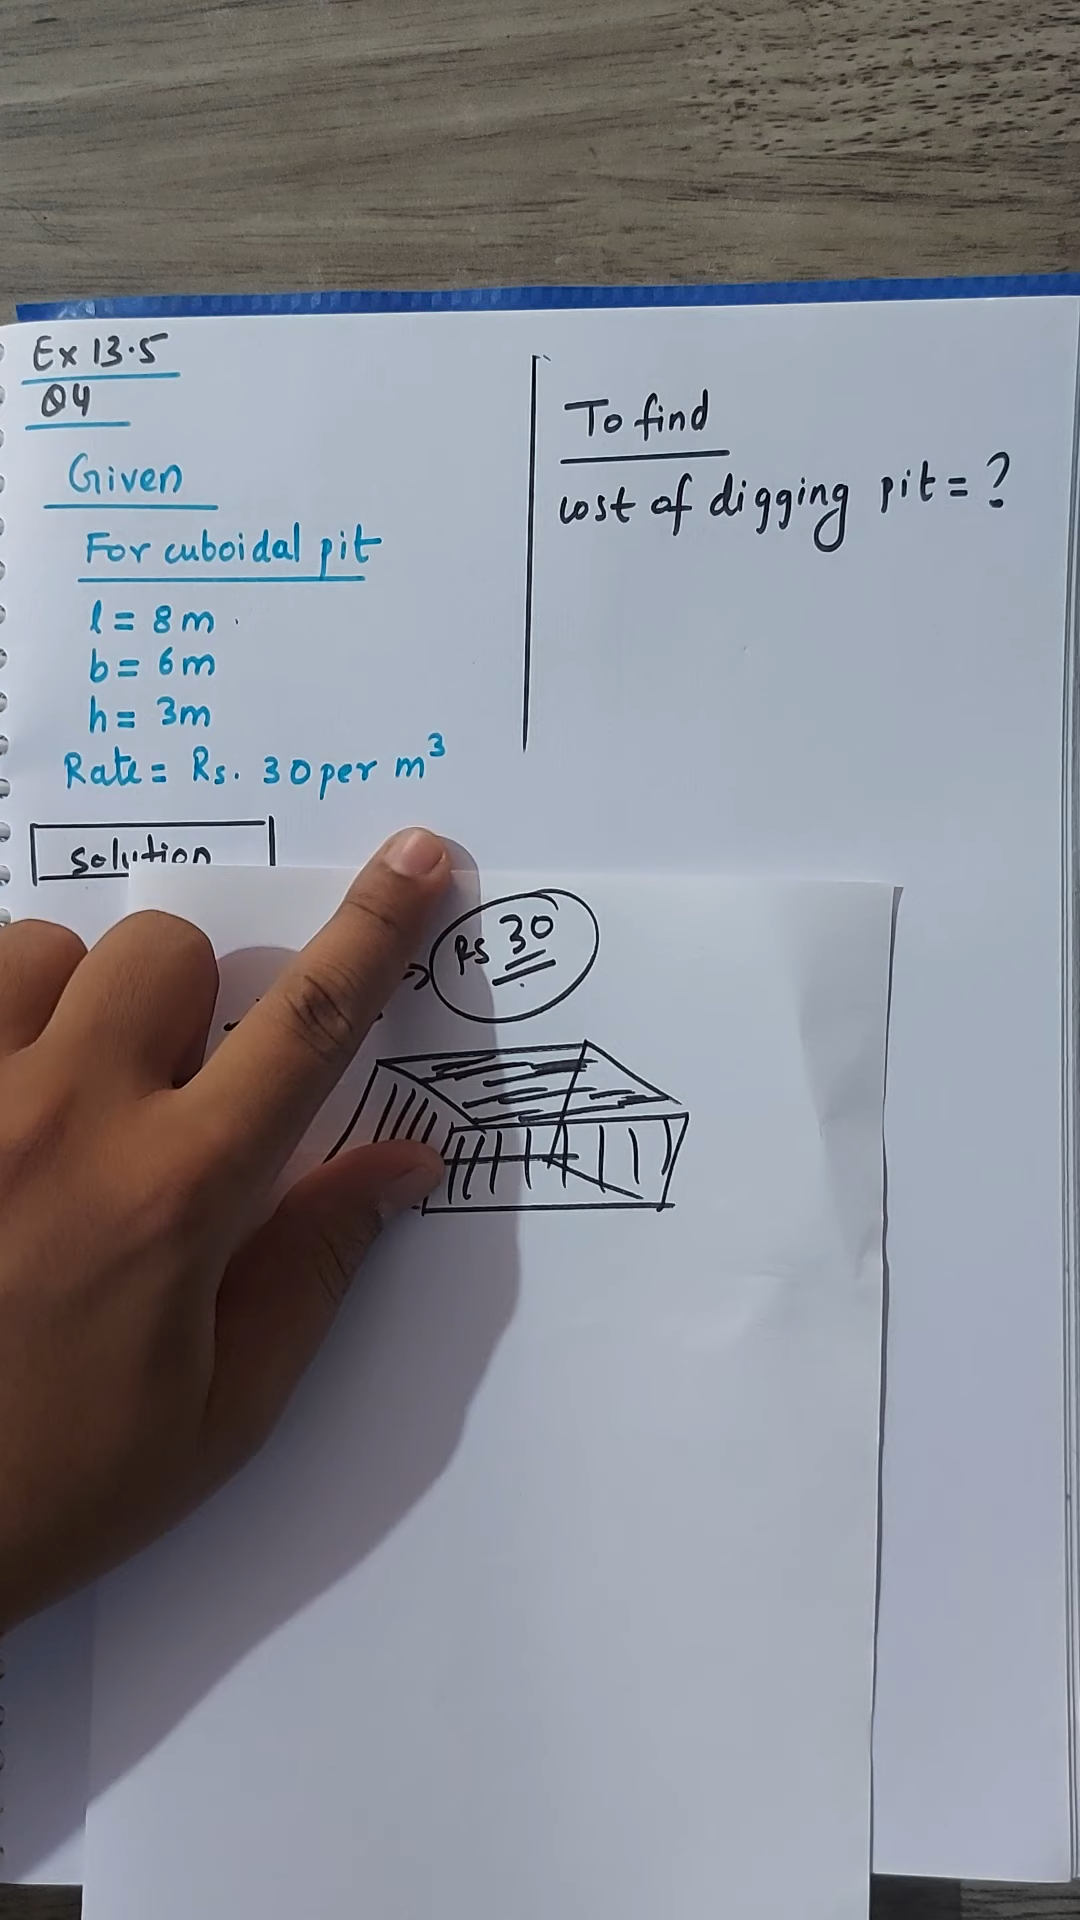 Ex 13.5
Q4
Given
For cuboidal pit
l = 8m
b = 6m
h = 3m
Rate = Rs. 30 per m³
To find
cost of digging pit = ?
Solution
Rs 30